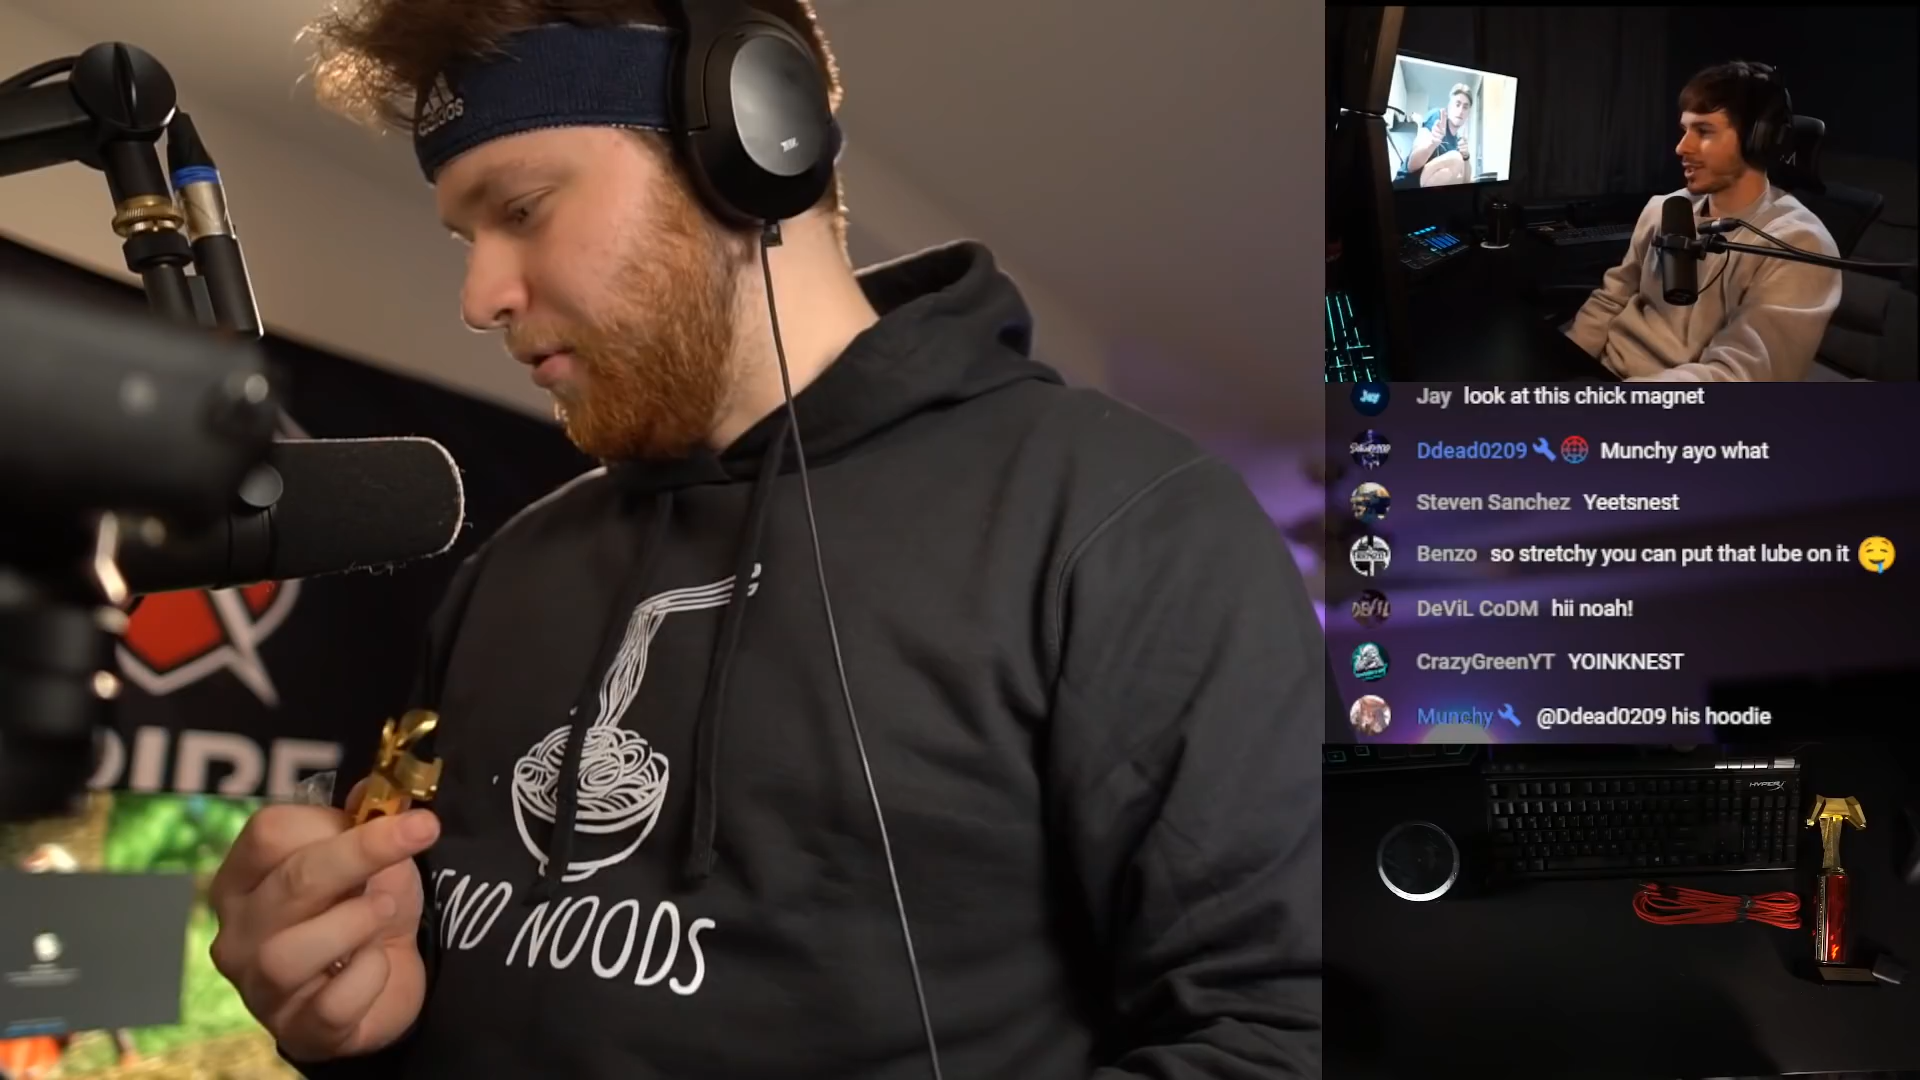 adidas
Jay look at this chick magnet
Ddead0209 Munchy ayo what
Steven Sanchez Yeetsnest
Benzo so stretchy you can put that lube on it
DeViL CoDM hii noah!
CrazyGreenYT YOINKNEST
Munchy @Ddead0209 his hoodie
END NOODS
HYPERX